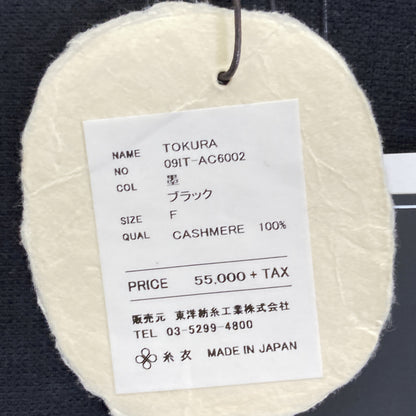 NAME TOKURA
NO 09IT-AC6002
COL 墨
ブラック
SIZE F
QUAL CASHMERE 100%
PRICE 55,000 + TAX
販売元 東洋紡糸工業株式会社
TEL 03-5299-4800
糸衣 MADE IN JAPAN